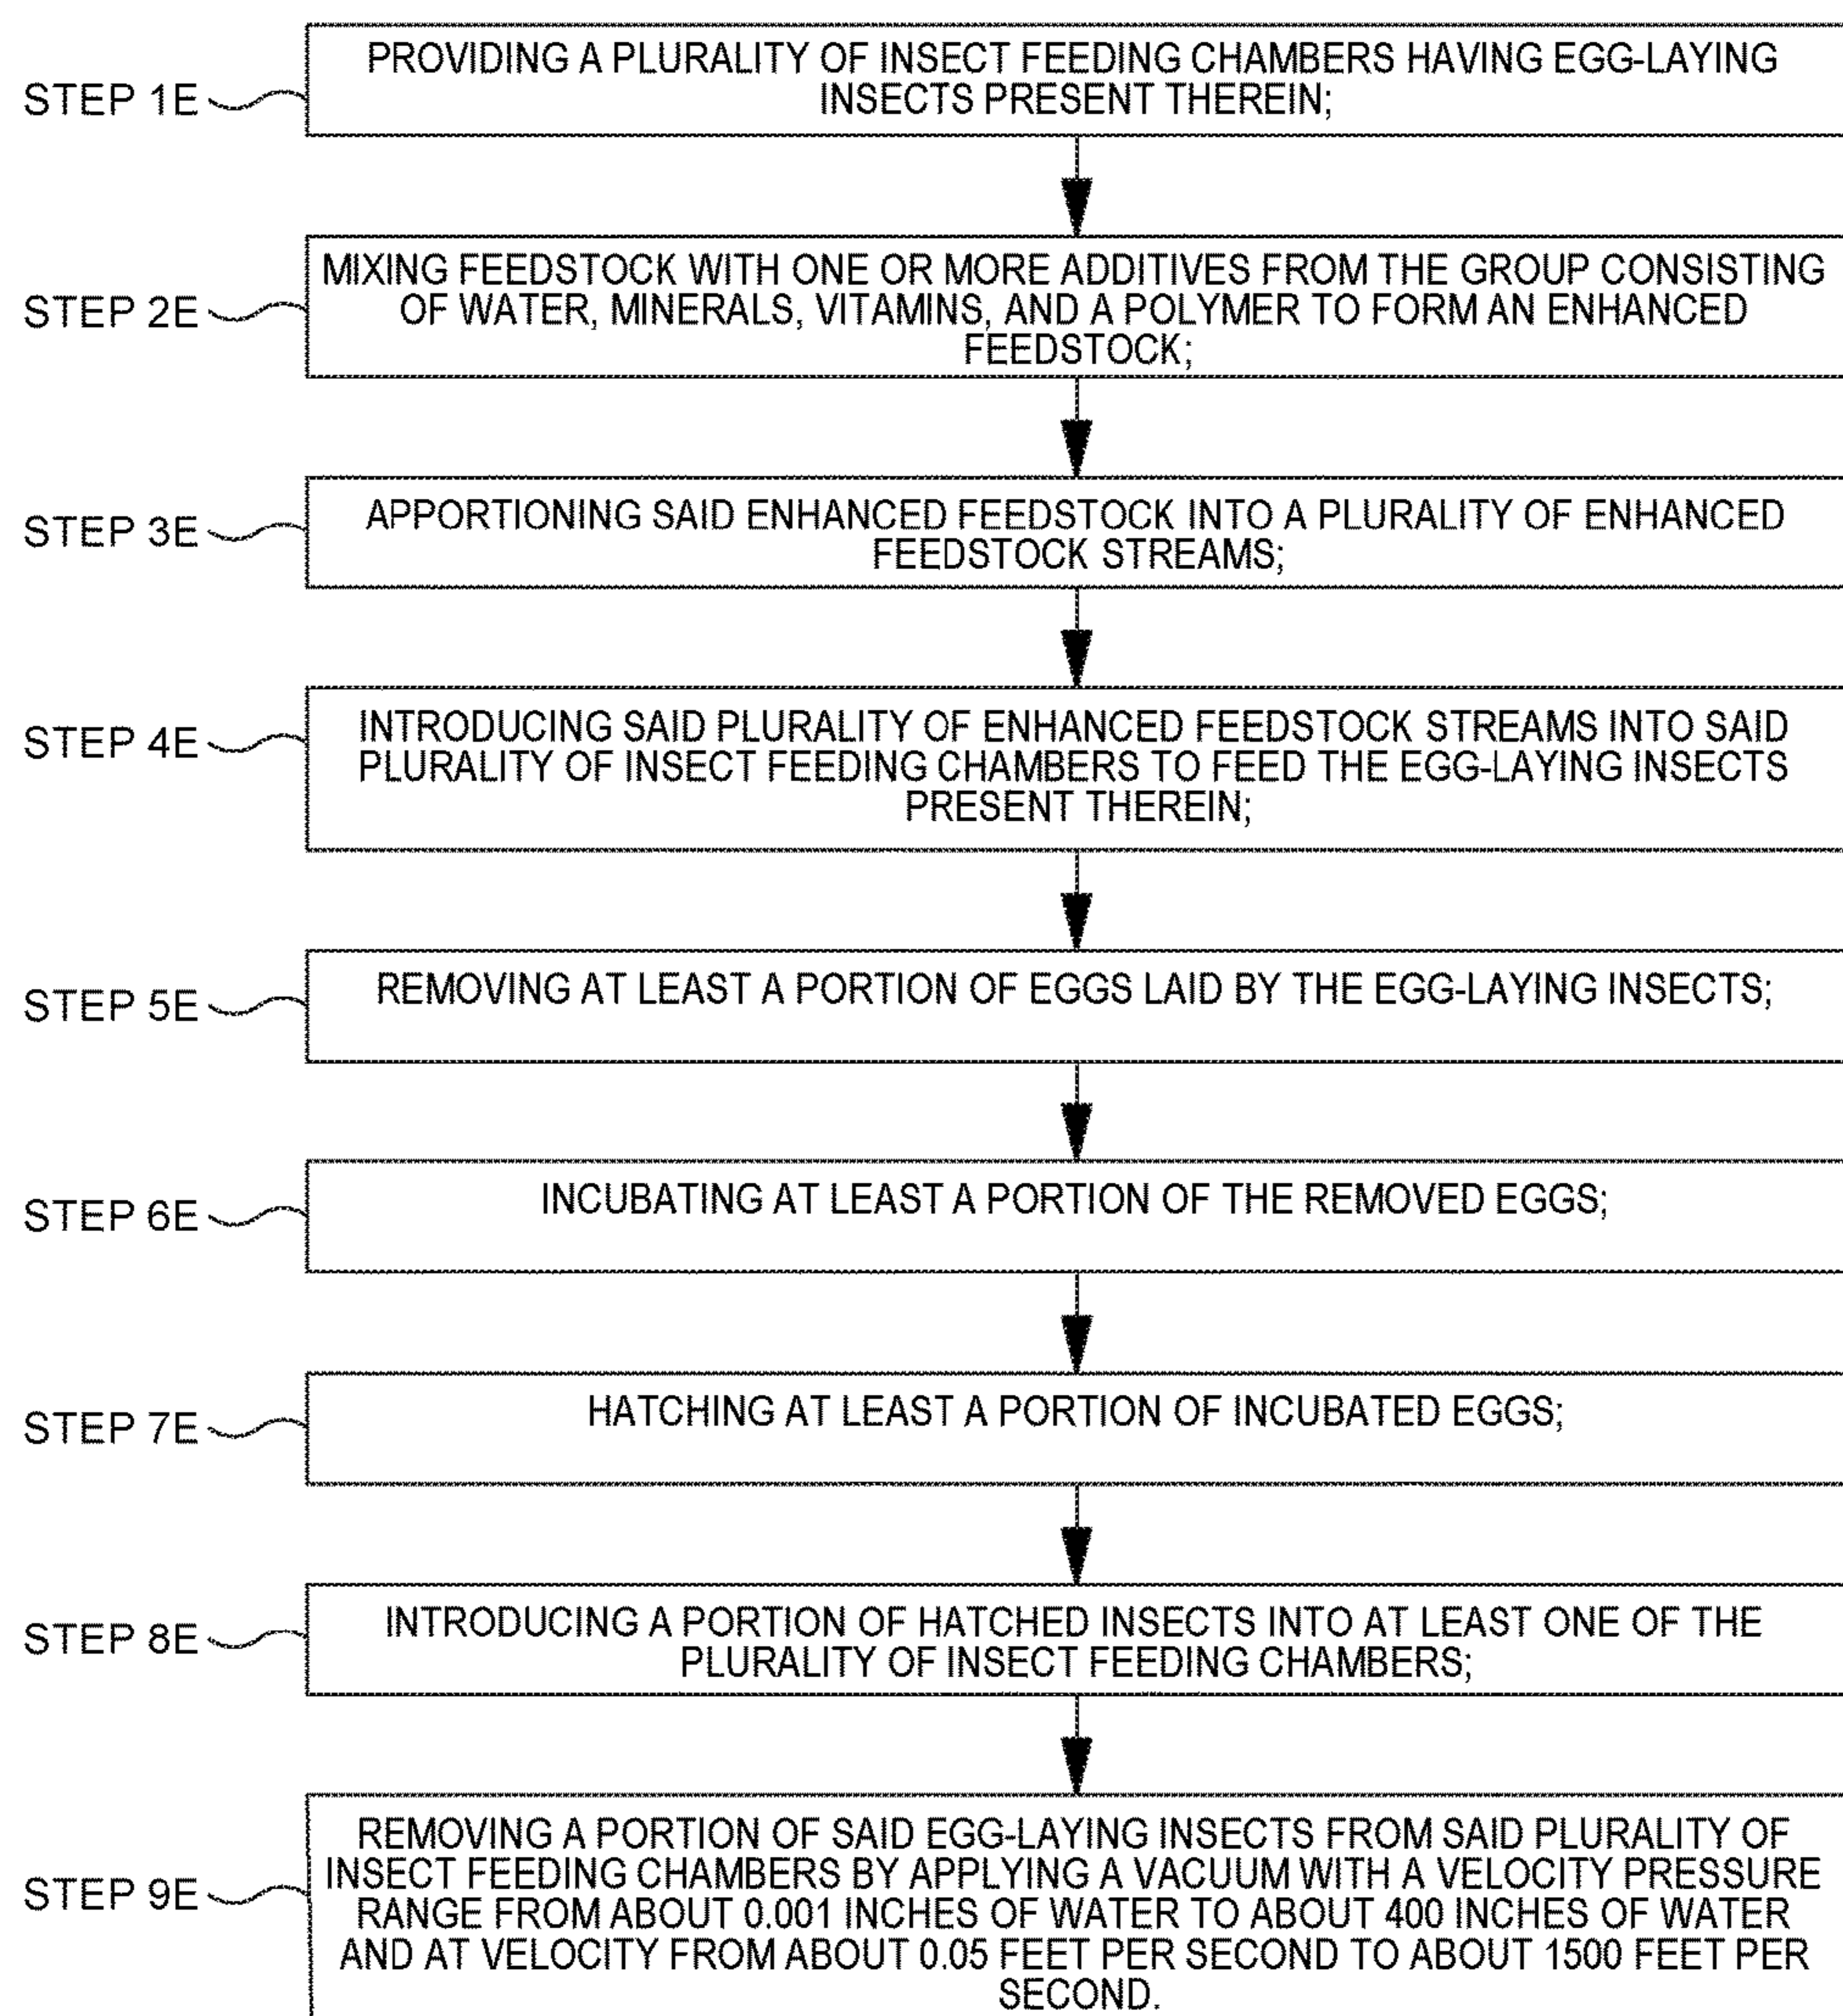 STEP 1E
PROVIDING A PLURALITY OF INSECT FEEDING CHAMBERS HAVING EGG-LAYING
INSECTS PRESENT THEREIN;
STEP 2E
MIXING FEEDSTOCK WITH ONE OR MORE ADDITIVES FROM THE GROUP CONSISTING
OF WATER, MINERALS, VITAMINS, AND A POLYMER TO FORM AN ENHANCED
FEEDSTOCK;
STEP 3E
APPORTIONING SAID ENHANCED FEEDSTOCK INTO A PLURALITY OF ENHANCED
FEEDSTOCK STREAMS;
STEP 4E
INTRODUCING SAID PLURALITY OF ENHANCED FEEDSTOCK STREAMS INTO SAID
PLURALITY OF INSECT FEEDING CHAMBERS TO FEED THE EGG-LAYING INSECTS
PRESENT THEREIN;
STEP 5E
REMOVING AT LEAST A PORTION OF EGGS LAID BY THE EGG-LAYING INSECTS;
STEP 6E
INCUBATING AT LEAST A PORTION OF THE REMOVED EGGS;
STEP 7E
HATCHING AT LEAST A PORTION OF INCUBATED EGGS;
STEP 8E
INTRODUCING A PORTION OF HATCHED INSECTS INTO AT LEAST ONE OF THE
PLURALITY OF INSECT FEEDING CHAMBERS;
STEP 9E
REMOVING A PORTION OF SAID EGG-LAYING INSECTS FROM SAID PLURALITY OF
INSECT FEEDING CHAMBERS BY APPLYING A VACUUM WITH A VELOCITY PRESSURE
RANGE FROM ABOUT 0.001 INCHES OF WATER TO ABOUT 400 INCHES OF WATER
AND AT VELOCITY FROM ABOUT 0.05 FEET PER SECOND TO ABOUT 1500 FEET PER
SECOND.